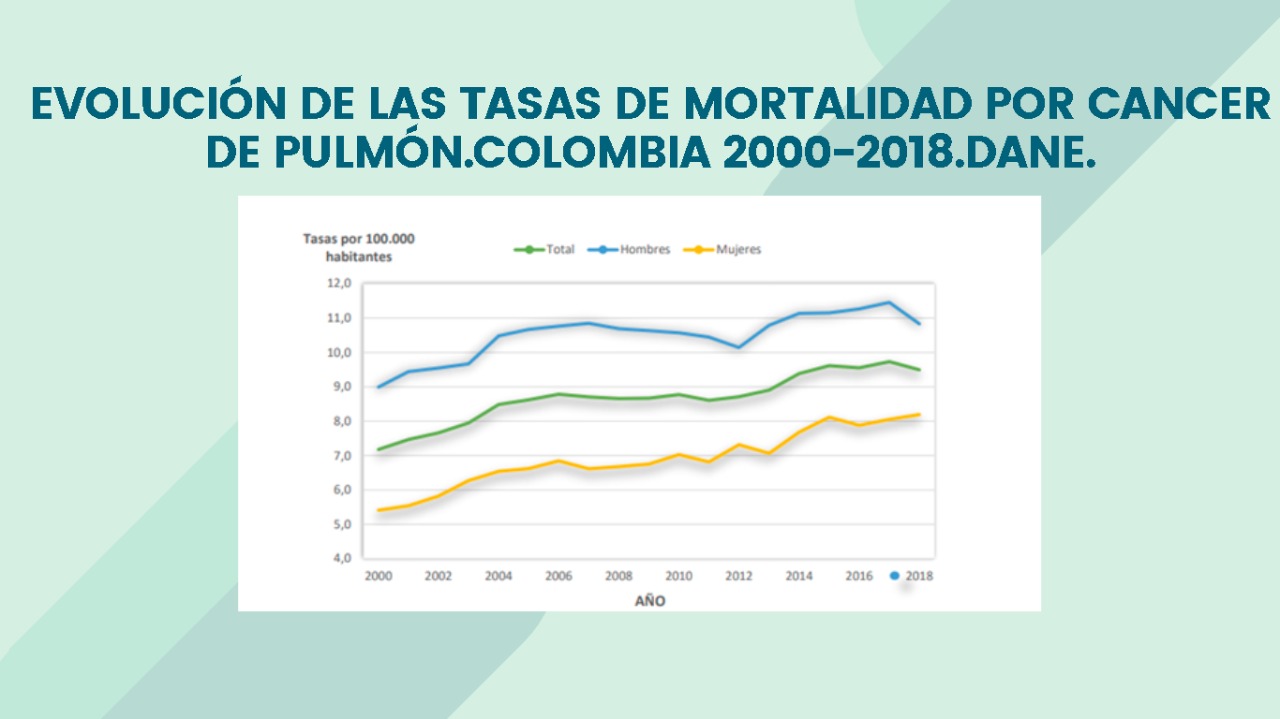 EVOLUCIÓN DE LAS TASAS DE MORTALIDAD POR CANCER
DE PULMÓN.COLOMBIA 2000-2018.DANE.
Tasas por 100.000
habitantes
Total Hombres Mujeres
12,0
11,0
10,0
9,0
8,0
7,0
6,0
5,0
4,0
2000 2002 2004 2006 2008 2010 2012 2014 2016 2018
AÑO